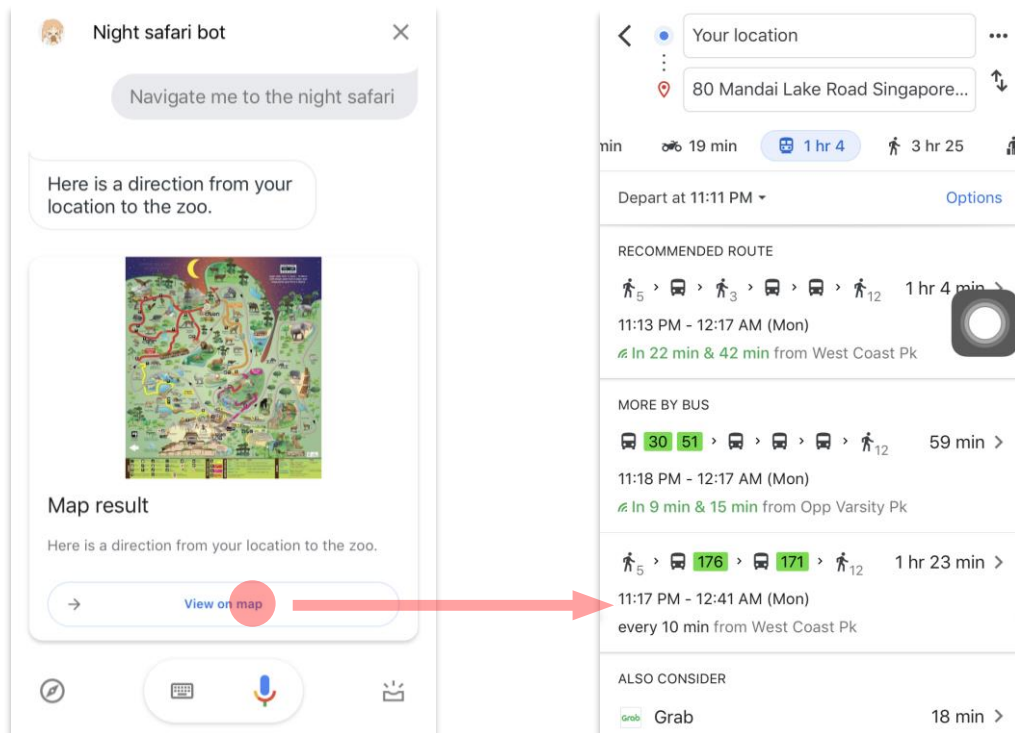 Night safari bot
Navigate me to the night safari
Here is a direction from your
location to the zoo.
Map result
Here is a direction from your location to the zoo.
View on map
Your location
80 Mandai Lake Road Singapore...
min
19 min
1 hr 4
3 hr 25
Depart at 11:11 PM
Options
RECOMMENDED ROUTE
5 3 12 1 hr 4 min
11:13 PM - 12:17 AM (Mon)
In 22 min & 42 min from West Coast Pk
MORE BY BUS
30 51 12 59 min
11:18 PM - 12:17 AM (Mon)
In 9 min & 15 min from Opp Varsity Pk
5 176 171 12 1 hr 23 min
11:17 PM - 12:41 AM (Mon)
every 10 min from West Coast Pk
ALSO CONSIDER
Grab Grab 18 min